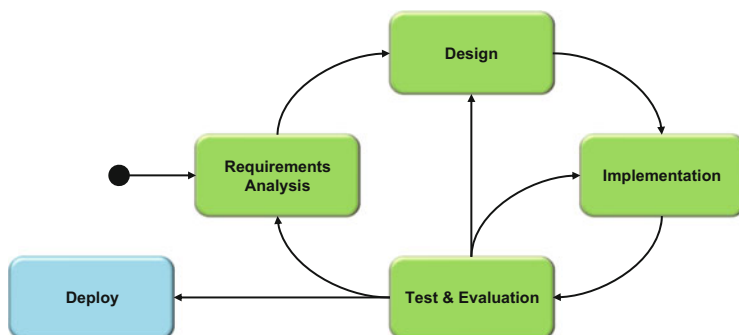 Design
Requirements
Analysis
Implementation
Deploy
Test & Evaluation